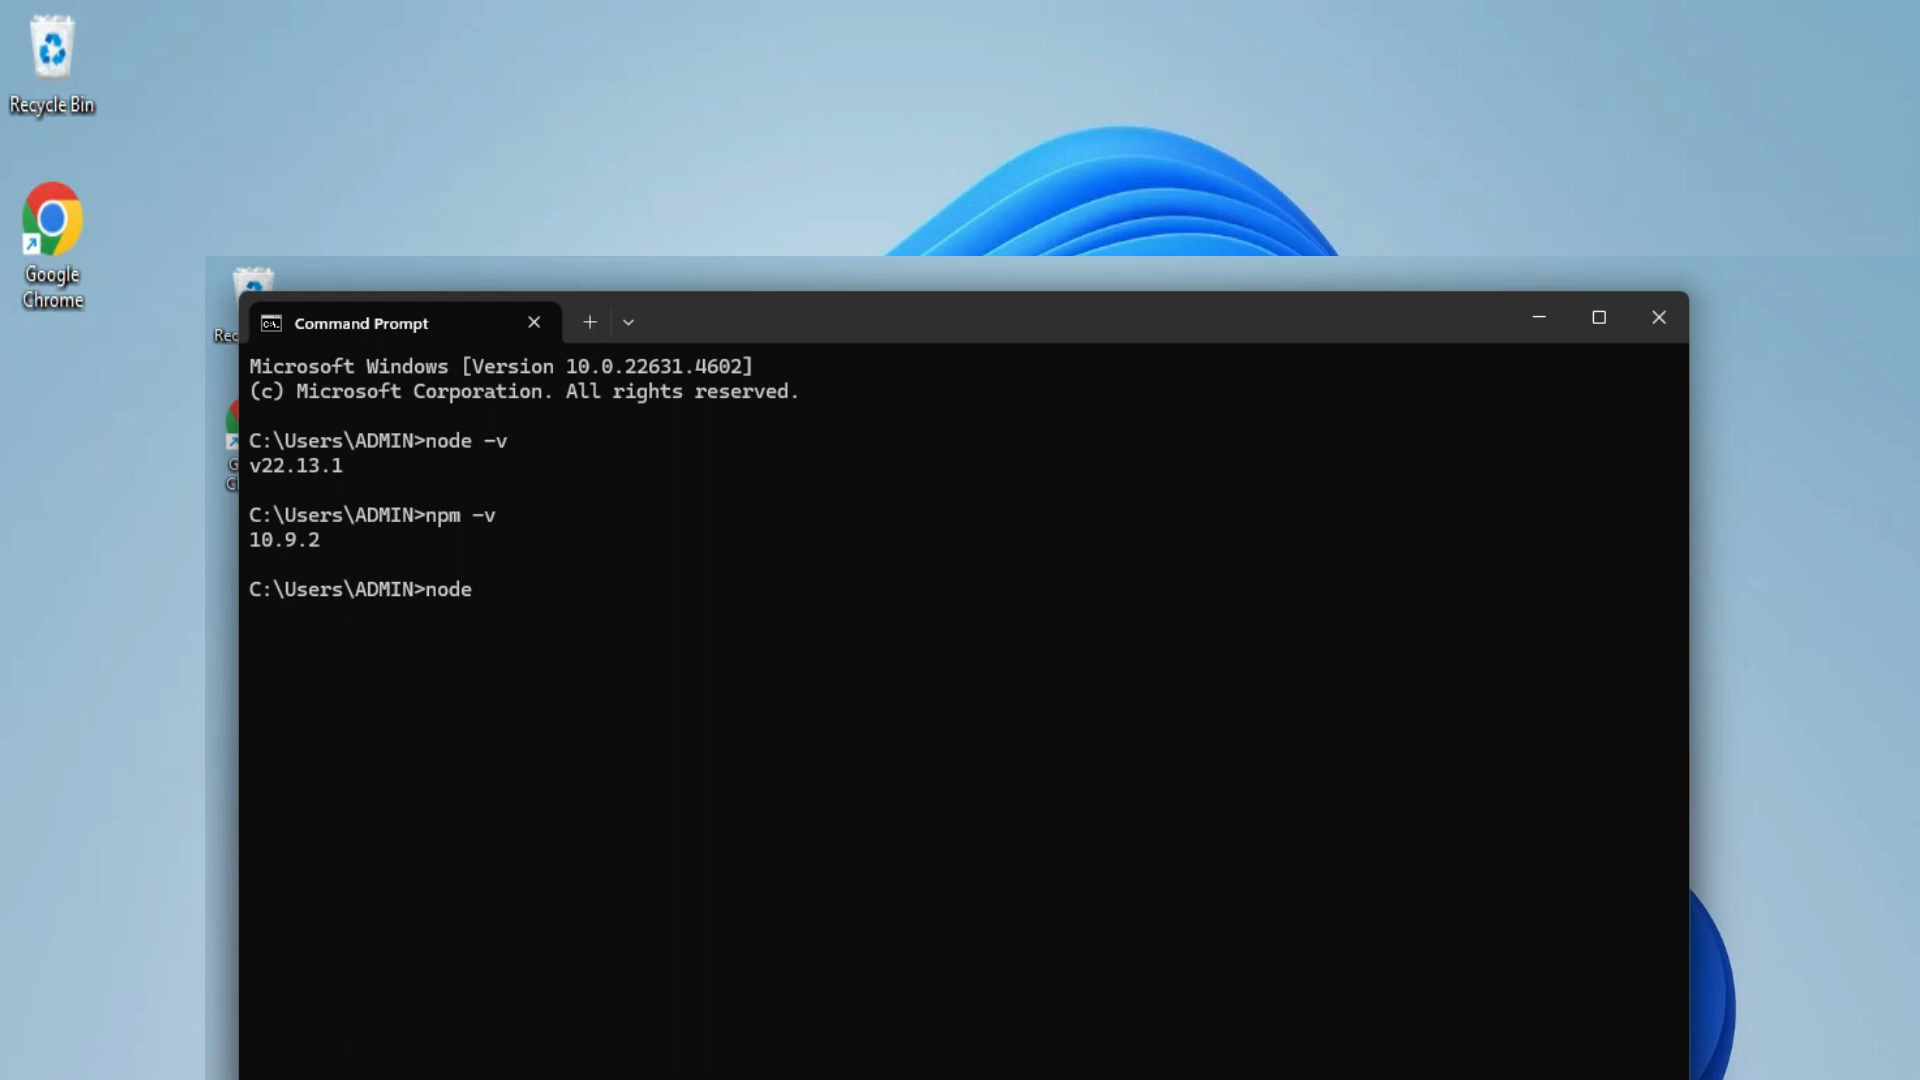 Recycle Bin
Google
Chrome
Rec
G
C
Command Prompt
Microsoft Windows [Version 10.0.22631.4602]
(c) Microsoft Corporation. All rights reserved.
C:\Users\ADMIN>node -v
v22.13.1
C:\Users\ADMIN>npm -v
10.9.2
C:\Users\ADMIN>node